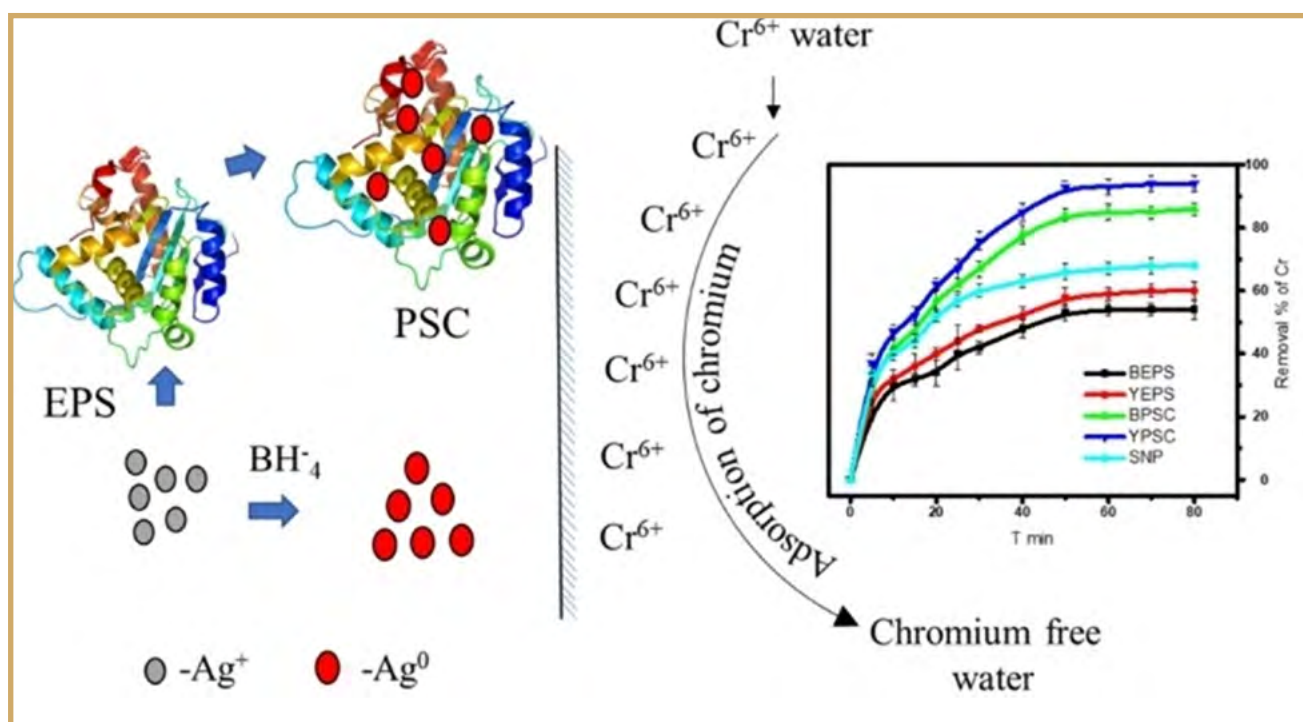 Cr⁶⁺ water
Cr⁶⁺
Cr⁶⁺
Cr⁶⁺
Cr⁶⁺
Cr⁶⁺
Cr⁶⁺
Adsorption of chromium
Chromium free
water
PSC
EPS
BH⁻₄
-Ag⁺
-Ag⁰
100
80
60
40
20
0
Removal % of Cr
BEPS
YEPS
BPSC
YPSC
SNP
0
20
40
60
80
T min